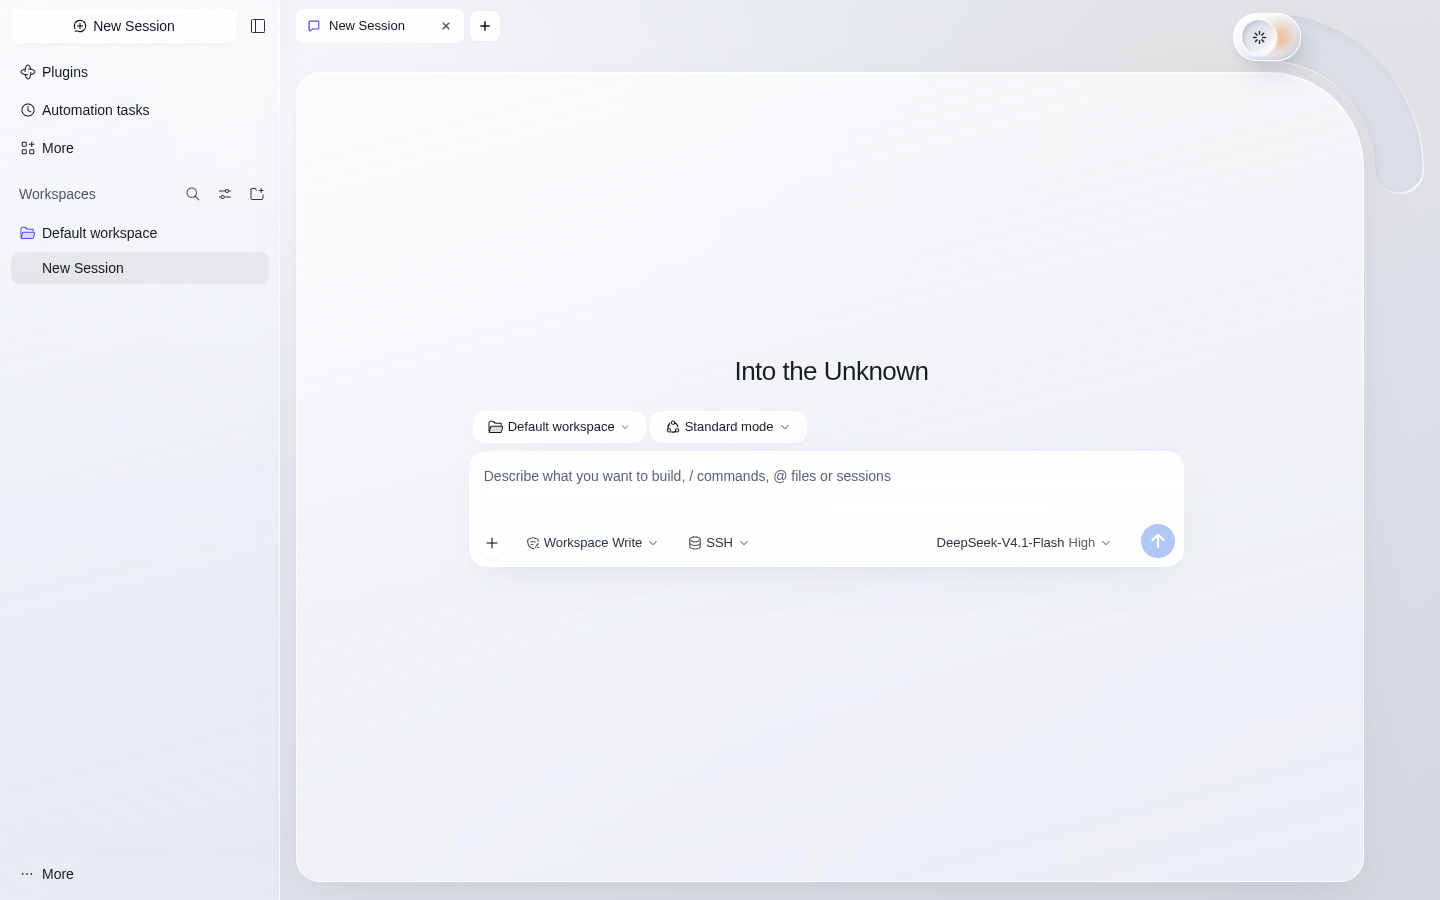 New Session
Plugins
Automation tasks
More
Workspaces
Default workspace
New Session
More
New Session
Into the Unknown
Default workspace
Standard mode
Describe what you want to build, / commands, @ files or sessions
Workspace Write
SSH
DeepSeek-V4.1-Flash High